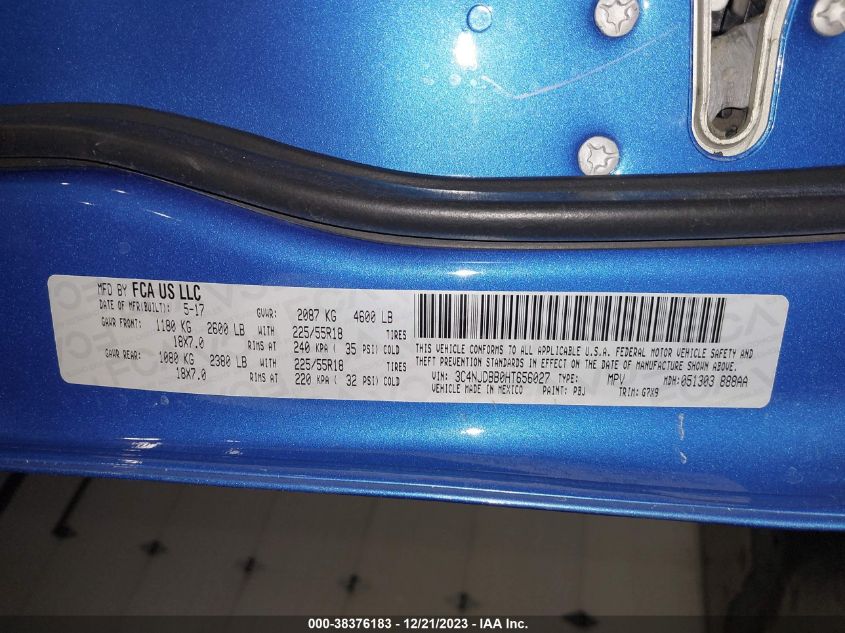 MFD BY FCA US LLC
DATE OF MFR(BUILT): 5-17 GVWR: 2087 KG 4600 LB
GAWR FRONT: 1180 KG 2600 LB WITH 225/55R18 TIRES
18X7.0 RIMS AT 240 KPA ( 35 PSI) COLD
GAWR REAR: 1080 KG 2380 LB WITH 225/55R18 TIRES
18X7.0 RIMS AT 220 KPA ( 32 PSI) COLD
THIS VEHICLE CONFORMS TO ALL APPLICABLE U.S.A. FEDERAL MOTOR VEHICLE SAFETY AND
THEFT PREVENTION STANDARDS IN EFFECT ON THE DATE OF MANUFACTURE SHOWN ABOVE.
VIN: 3C4NJDBB0HT656027 TYPE: MPV MDH: 051303 888AA
VEHICLE MADE IN MEXICO PAINT: PBJ TRIM: G7X9
000-38376183 - 12/21/2023 - IAA Inc.